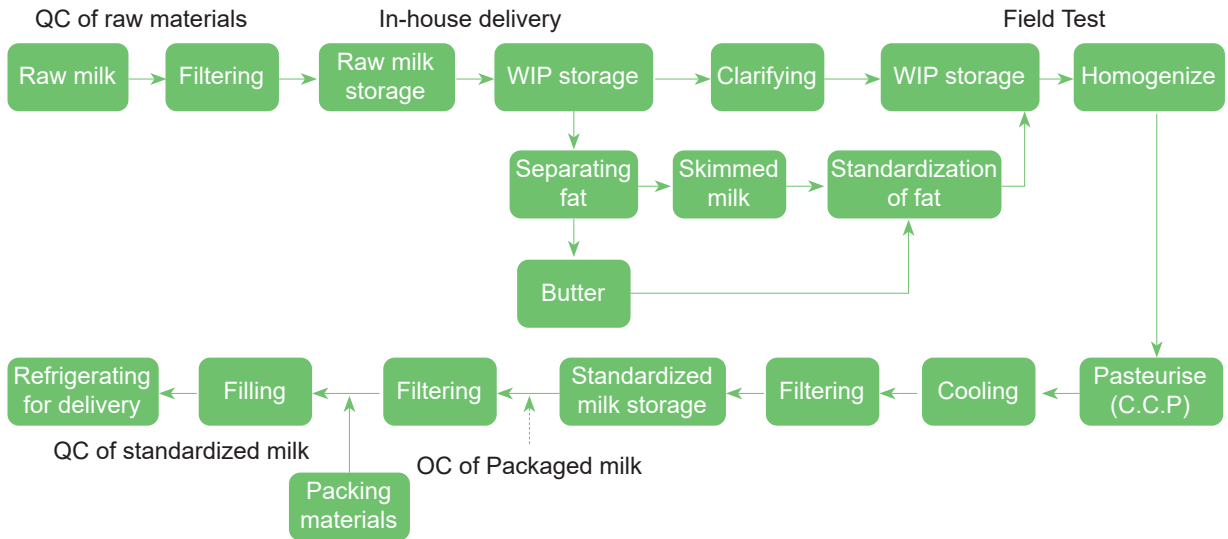 QC of raw materials
In-house delivery
Field Test
Raw milk
Filtering
Raw milk
storage
WIP storage
Clarifying
WIP storage
Homogenize
Separating
fat
Skimmed
milk
Standardization
of fat
Butter
Refrigerating
for delivery
Filling
Filtering
Standardized
milk storage
Filtering
Cooling
Pasteurise
(C.C.P)
QC of standardized milk
OC of Packaged milk
Packing
materials